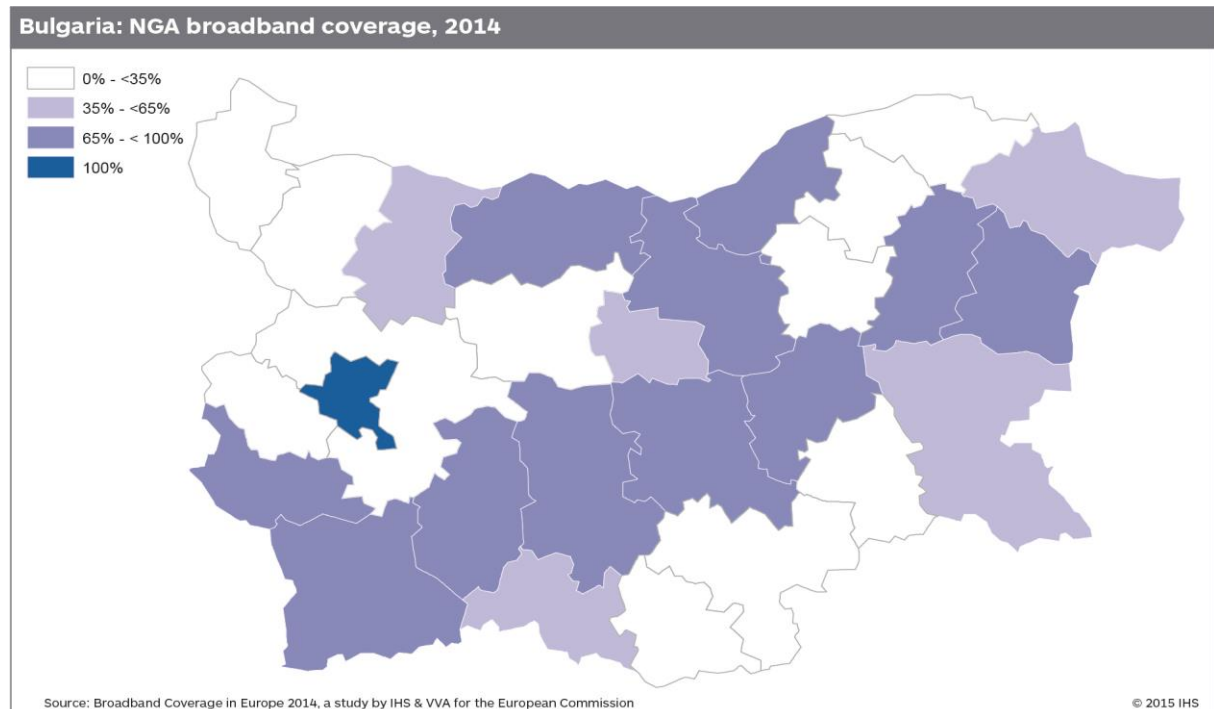 Bulgaria: NGA broadband coverage, 2014
0% - <35%
35% - <65%
65% - < 100%
100%
Source: Broadband Coverage in Europe 2014, a study by IHS & VVA for the European Commission
© 2015 IHS